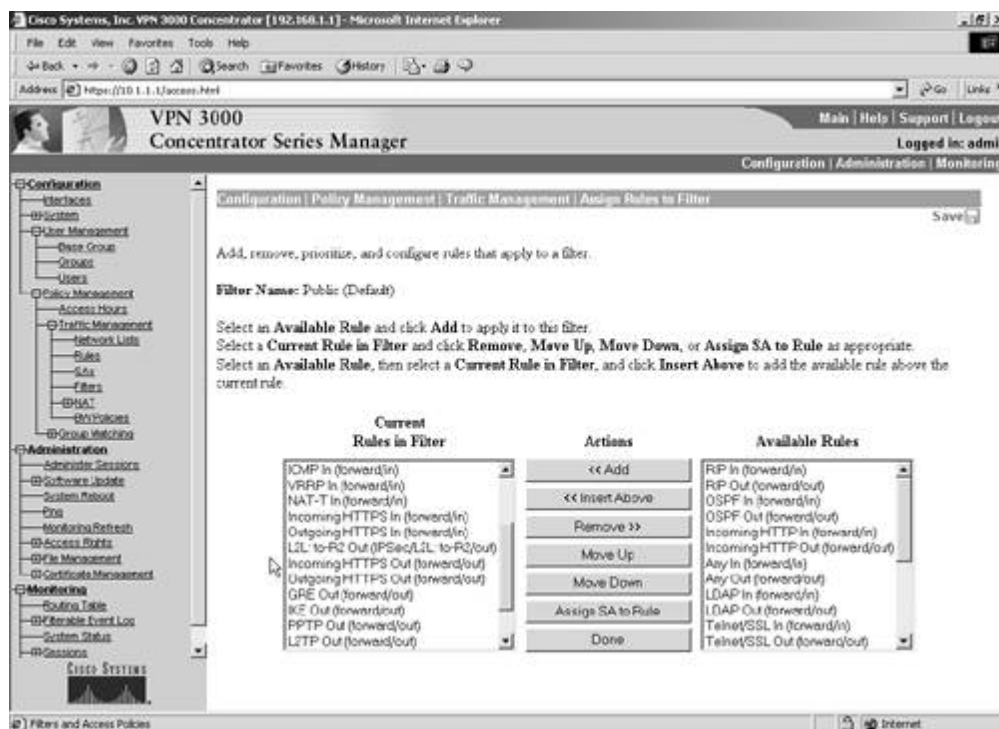 Cisco Systems, Inc. VPN 3000 Concentrator [192.168.1.1] - Microsoft Internet Explorer
File Edit View Favorites Tools Help
Back Search Favorites History
Address https://10.1.1.1/access.html Go Links
VPN 3000
Concentrator Series Manager
Main | Help | Support | Logout
Logged in: admi
Configuration | Administration | Monitoring
Configuration
Interfaces
System
User Management
Base Group
Groups
Users
Policy Management
Access Hours
Traffic Management
Network Lists
Rules
SAs
Filters
NAT
BW Policies
Group Matching
Administration
Administer Sessions
Software Update
System Reboot
Ping
Monitoring Refresh
Access Rights
File Management
Certificate Management
Monitoring
Routing Table
Filterable Event Log
System Status
Sessions
CISCO SYSTEMS
Configuration | Policy Management | Traffic Management | Assign Rules to Filter
Save
Add, remove, prioritize, and configure rules that apply to a filter.
Filter Name: Public (Default)
Select an Available Rule and click Add to apply it to this filter.
Select a Current Rule in Filter and click Remove, Move Up, Move Down, or Assign SA to Rule as appropriate.
Select an Available Rule, then select a Current Rule in Filter, and click Insert Above to add the available rule above the
current rule.
Current
Rules in Filter
ICMP In (forward/in)
VRRP In (forward/in)
NAT-T In (forward/in)
Incoming HTTPS In (forward/in)
Outgoing HTTPS In (forward/in)
L2L: to-R2 Out (IPSec/L2L: to-R2/out)
Incoming HTTPS Out (forward/out)
Outgoing HTTPS Out (forward/out)
GRE Out (forward/out)
IKE Out (forward/out)
PPTP Out (forward/out)
L2TP Out (forward/out)
Actions
<< Add
<< Insert Above
Remove >>
Move Up
Move Down
Assign SA to Rule
Done
Available Rules
RIP In (forward/in)
RIP Out (forward/out)
OSPF In (forward/in)
OSPF Out (forward/out)
Incoming HTTP In (forward/in)
Incoming HTTP Out (forward/out)
Any In (forward/in)
Any Out (forward/out)
LDAP In (forward/in)
LDAP Out (forward/out)
Telnet/SSL In (forward/in)
Telnet/SSL Out (forward/out)
Filters and Access Policies
Internet